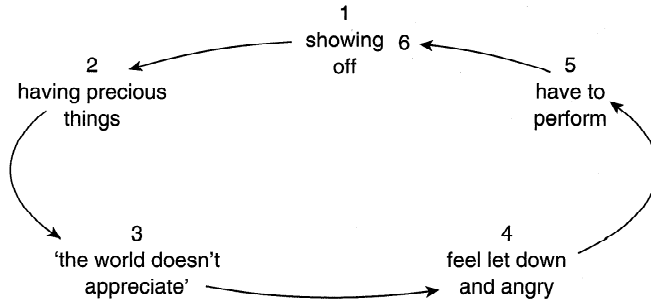 1
showing 6
off
2
having precious
things
5
have to
perform
3
‘the world doesn’t
appreciate’
4
feel let down
and angry